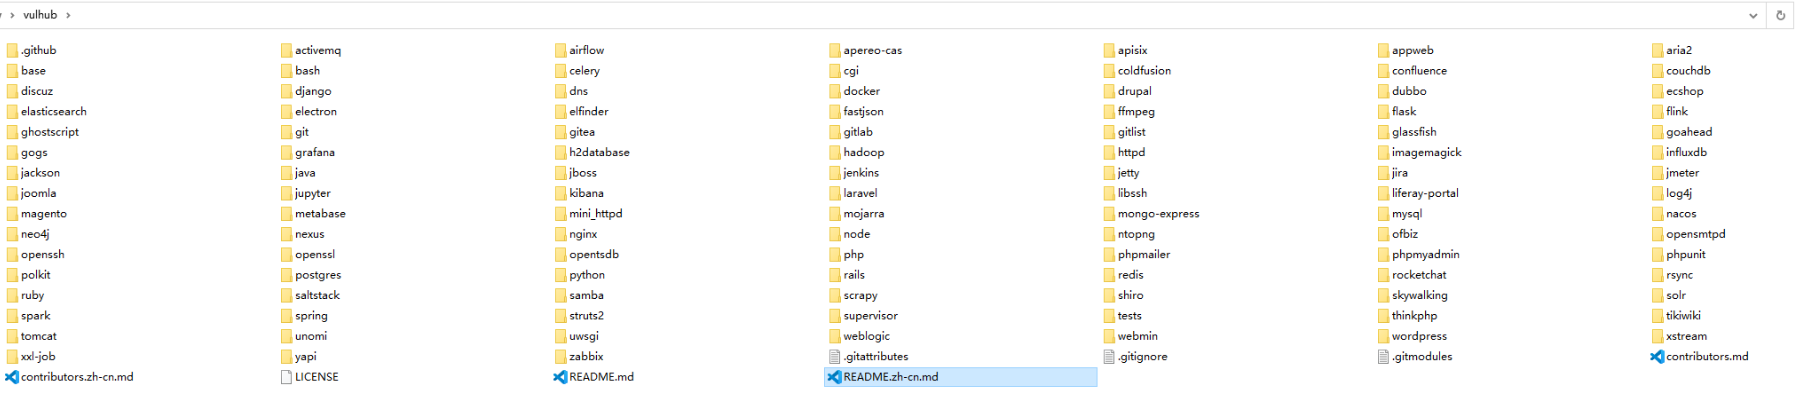 vulhub
.github activemq airflow apereo-cas apisix appweb aria2
base bash celery cgi coldfusion confluence couchdb
discuz django dns docker drupal dubbo ecshop
elasticsearch electron elfinder fastjson ffmpeg flask flink
ghostscript git gitea gitlab gitlist glassfish goahead
gogs grafana h2database hadoop httpd imagemagick influxdb
jackson java jboss jenkins jetty jira jmeter
joomla jupyter kibana laravel libssh liferay-portal log4j
magento metabase mini_httpd mojarra mongo-express mysql nacos
neo4j nexus nginx node ntopng ofbiz opensmtpd
openssh openssl opentsdb php phpmailer phpmyadmin phpunit
polkit postgres python rails redis rocketchat rsync
ruby saltstack samba scrapy shiro skywalking solr
spark spring struts2 supervisor tests thinkphp tikiwiki
tomcat unomi uwsgi weblogic webmin wordpress xstream
xxl-job yapi zabbix .gitattributes .gitignore .gitmodules contributors.md
contributors.zh-cn.md LICENSE README.md README.zh-cn.md